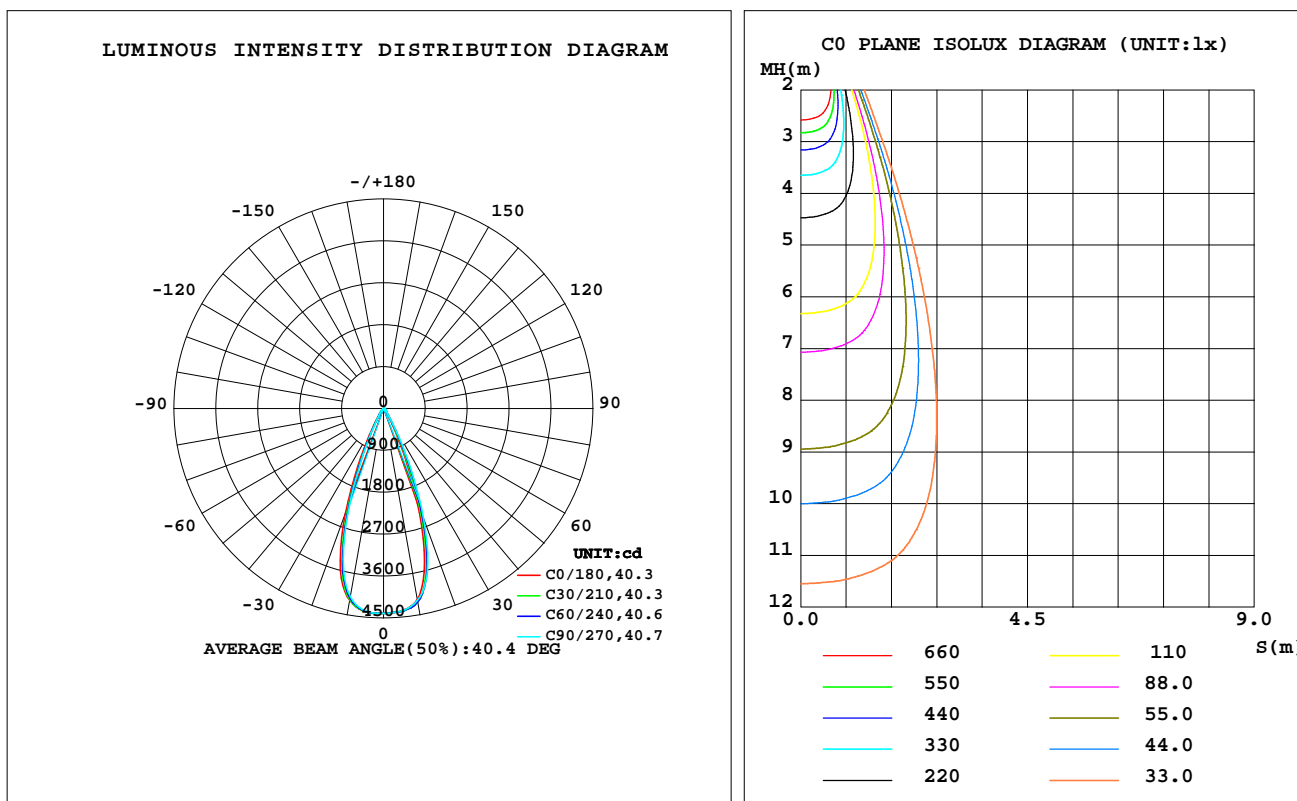 LUMINOUS INTENSITY DISTRIBUTION DIAGRAM
-/+180
-150 150
-120 120
-90 90
-60 60
-30 30
0
0
900
1800
2700
3600
4500
UNIT:cd
C0/180,40.3
C30/210,40.3
C60/240,40.6
C90/270,40.7
AVERAGE BEAM ANGLE(50%):40.4 DEG
C0 PLANE ISOLUX DIAGRAM (UNIT:lx)
MH(m)
2
3
4
5
6
7
8
9
10
11
12
0.0 4.5 9.0
S(m)
660 110
550 88.0
440 55.0
330 44.0
220 33.0